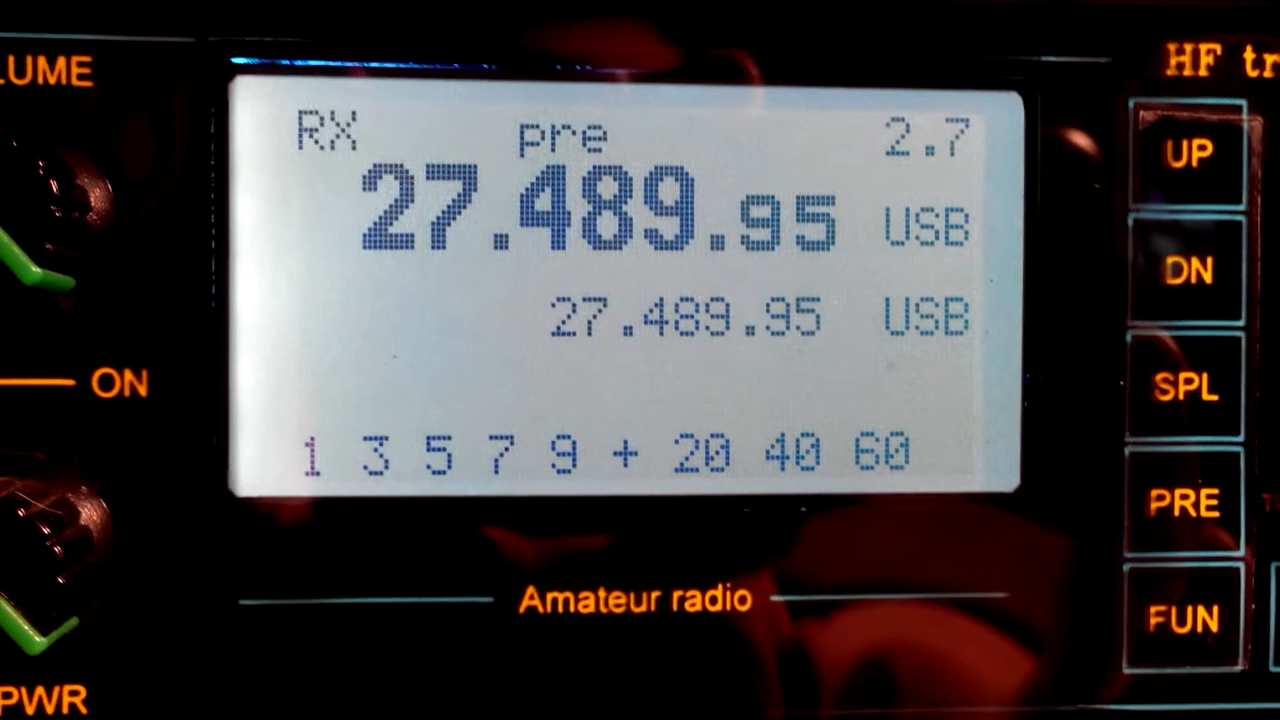 LUME
HF tr
RX pre 2.7
27.489.95 USB
27.489.95 USB
1 3 5 7 9 + 20 40 60
ON
PWR
Amateur radio
UP
DN
SPL
PRE
FUN